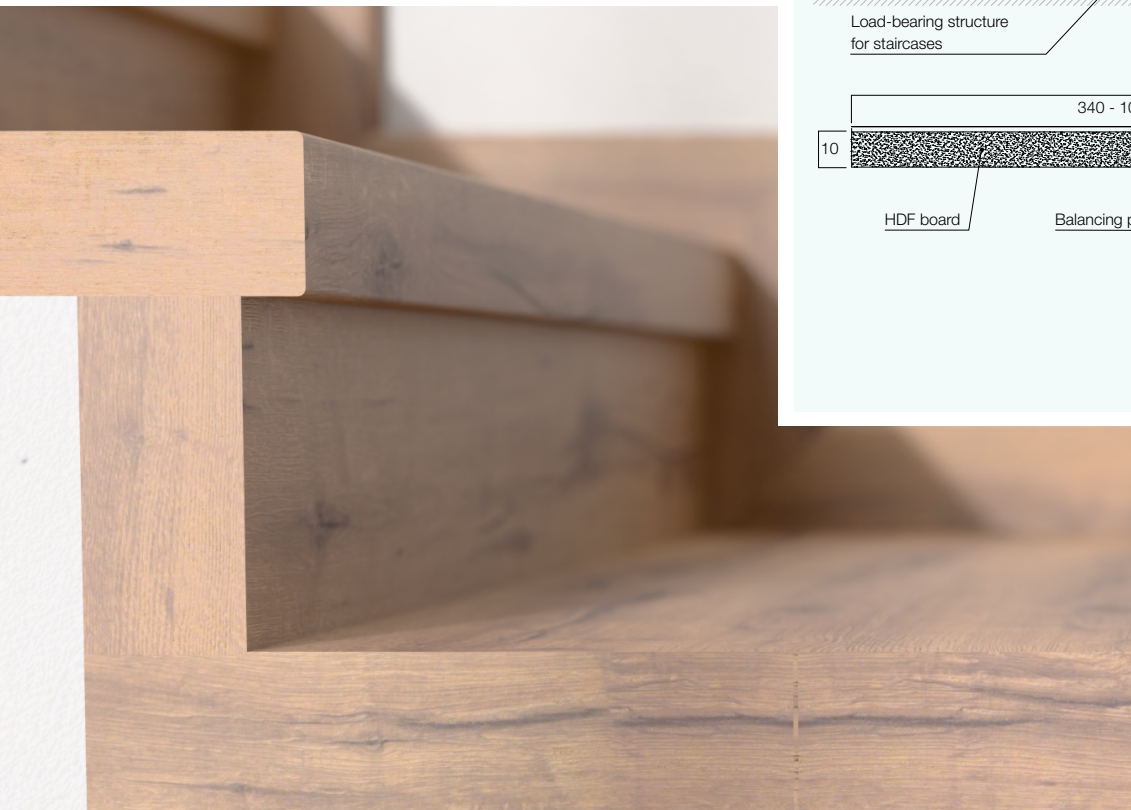 Load-bearing structure
for staircases
340 - 10
10
HDF board
Balancing